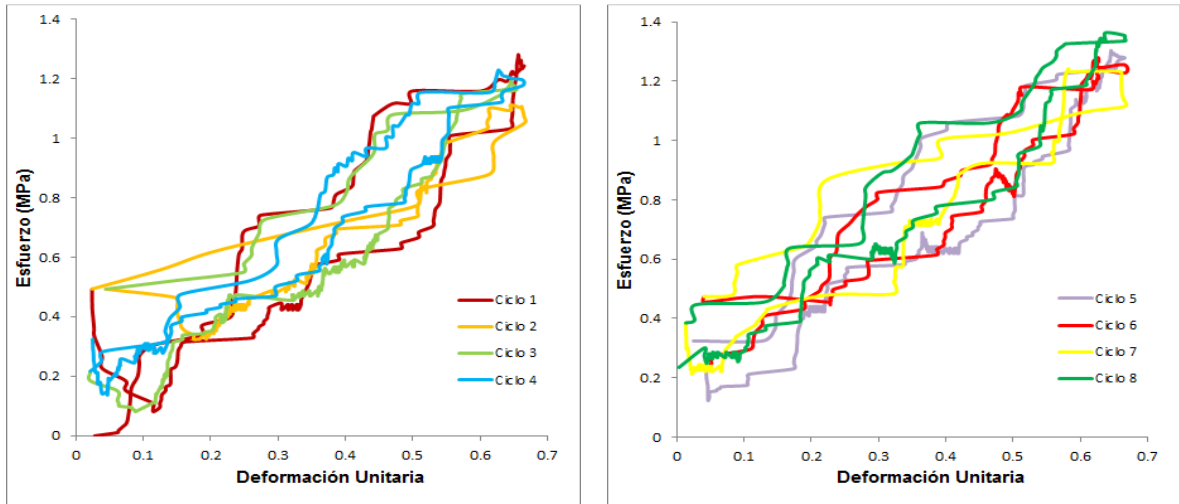 1.4
1.2
1
0.8
0.6
0.4
0.2
0
Esfuerzo (MPa)
0 0.1 0.2 0.3 0.4 0.5 0.6 0.7
Deformación Unitaria
Ciclo 1
Ciclo 2
Ciclo 3
Ciclo 4
1.4
1.2
1
0.8
0.6
0.4
0.2
0
Esfuerzo (MPa)
0 0.1 0.2 0.3 0.4 0.5 0.6 0.7
Deformación Unitaria
Ciclo 5
Ciclo 6
Ciclo 7
Ciclo 8